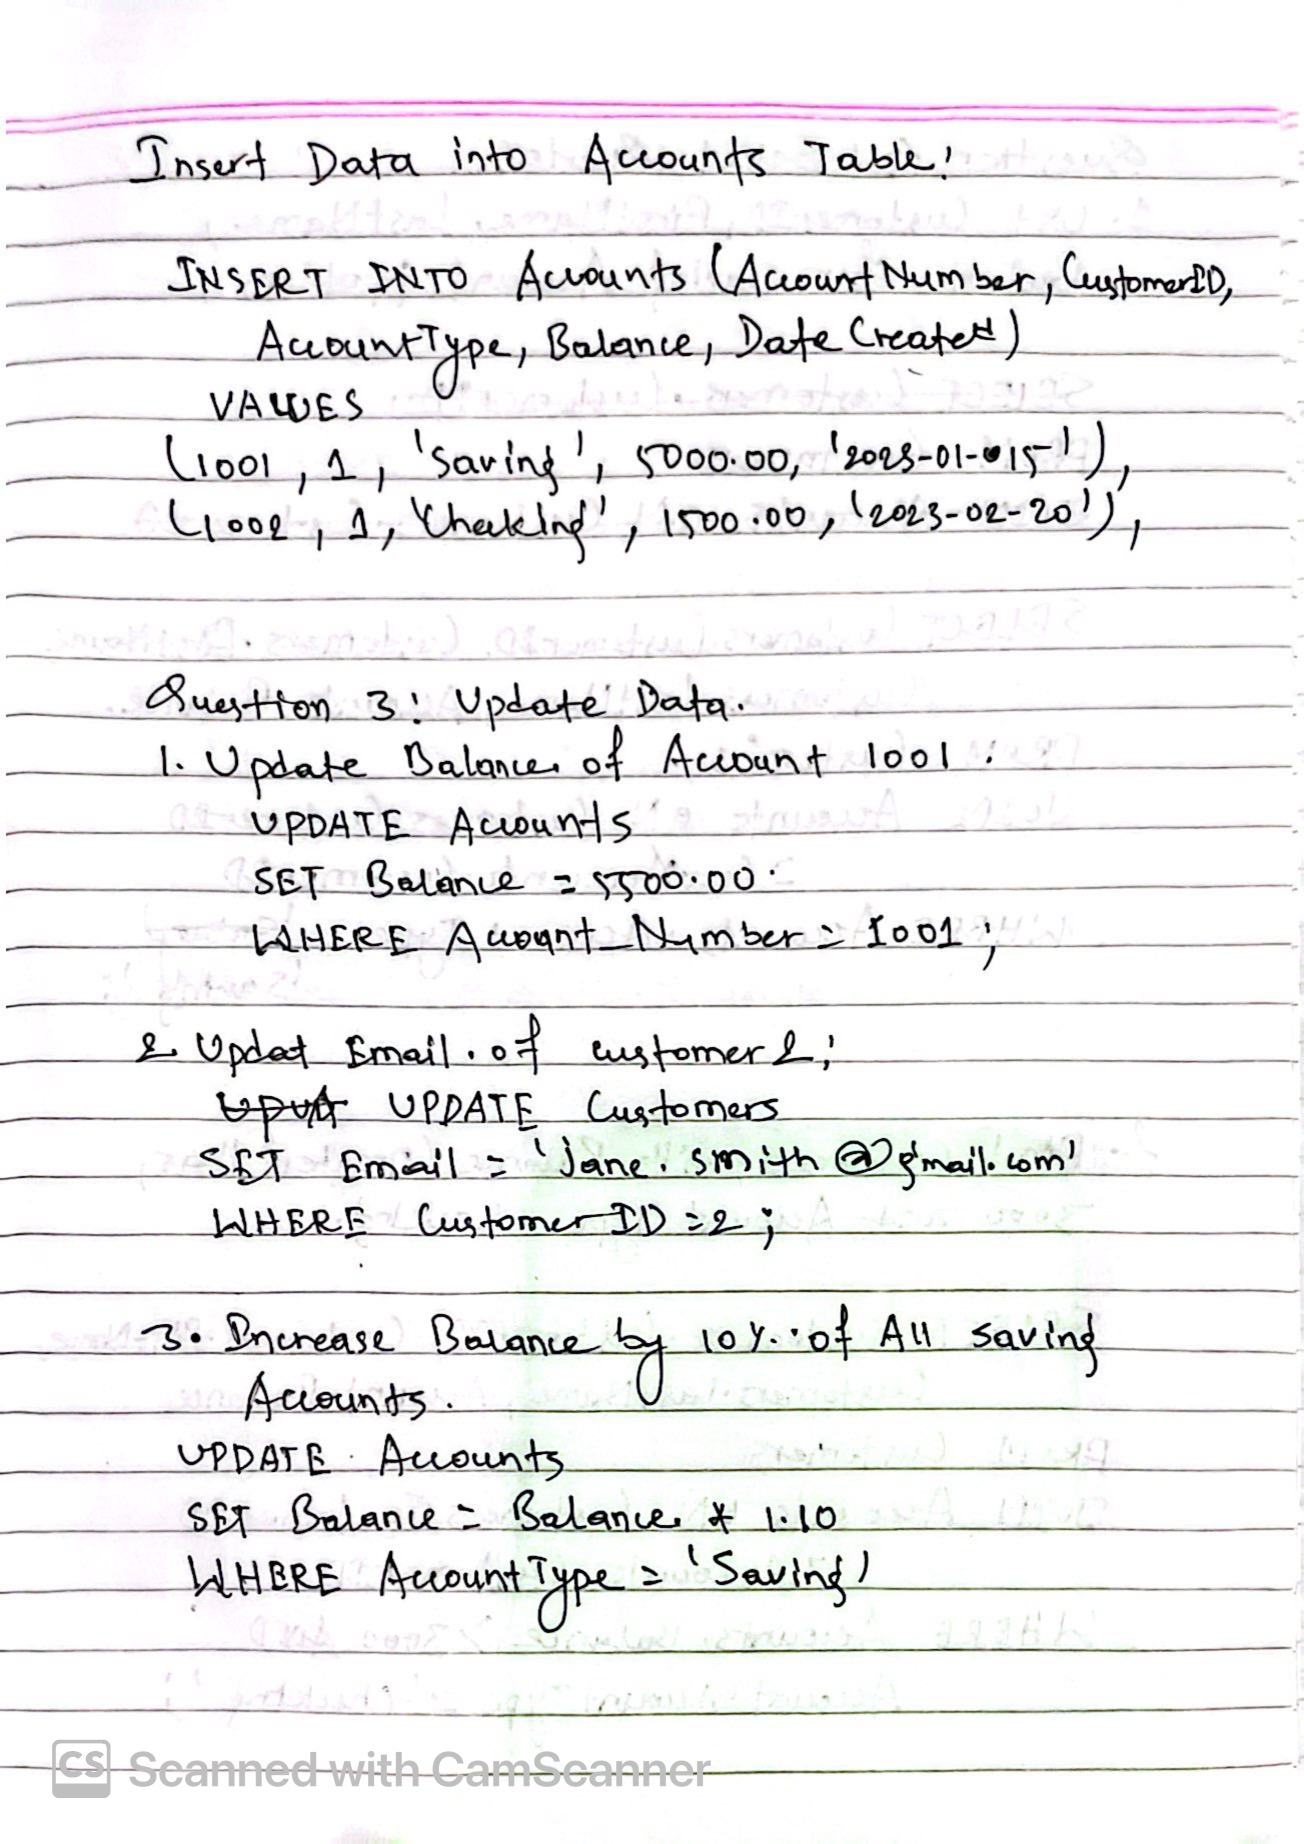 Insert Data into Accounts Table:
INSERT INTO Accounts (AccountNumber, CustomerID,
AccountType, Balance, DateCreated)
VALUES
(1001, 1, 'Saving', 5000.00, '2023-01-15'),
(1002, 1, 'Checking', 1500.00, '2023-02-20'),
Question 3: Update Data.
1. Update Balance of Account 1001.
UPDATE Accounts
SET Balance = 5500.00.
WHERE Account_Number = 1001;
2 Updat Email of customer 2;
UPDATE Customers
SET Email = 'jane.smith@gmail.com'
WHERE CustomerID = 2;
3. Increase Balance by 10% of All saving
Accounts.
UPDATE Accounts
SET Balance = Balance * 1.10
WHERE AccountType = 'Saving'
CS Scanned with CamScanner